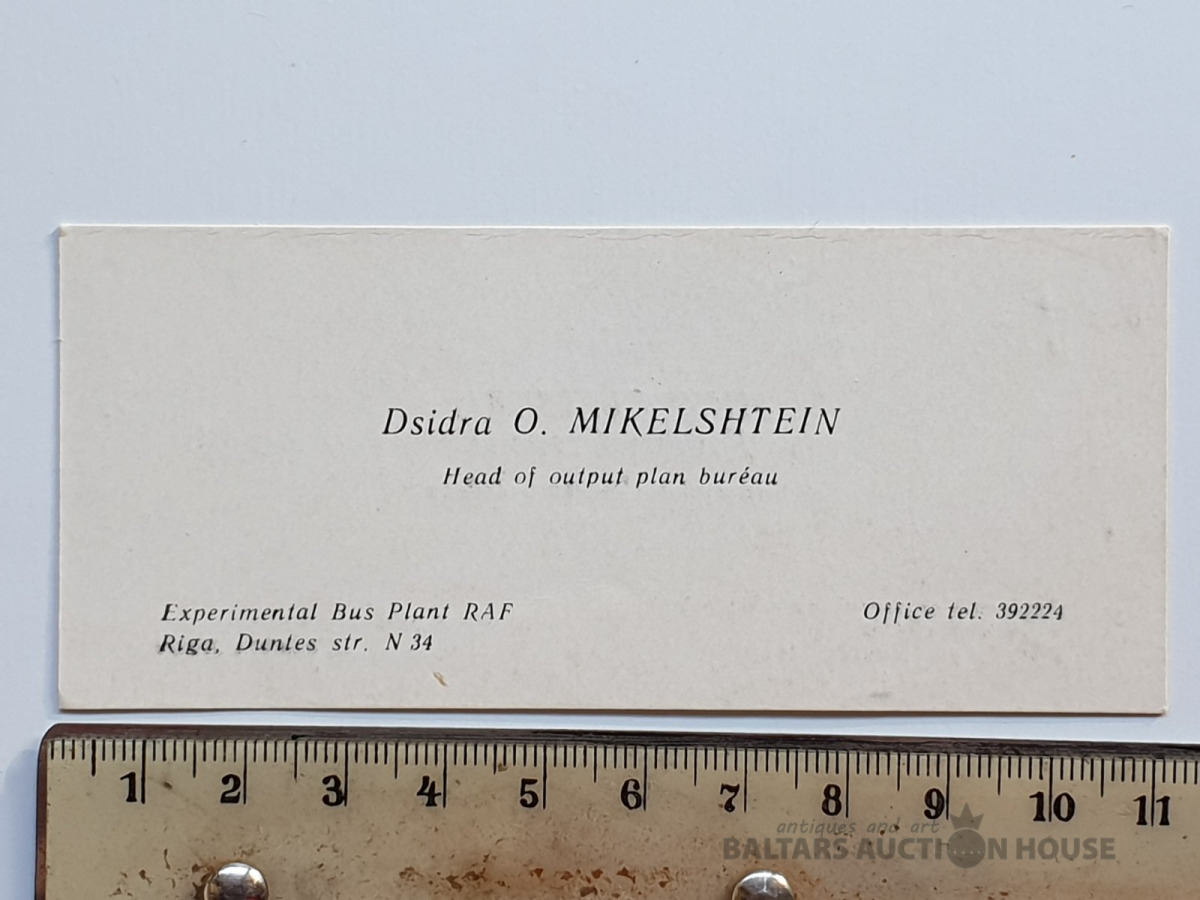 Dsidra O. MIKELSHTEIN
Head of output plan buréau
Experimental Bus Plant RAF
Riga, Duntes str. N 34
Office tel. 392224
1 2 3 4 5 6 7 8 9 10 11
antiques and art
BALTARS AUCTION HOUSE